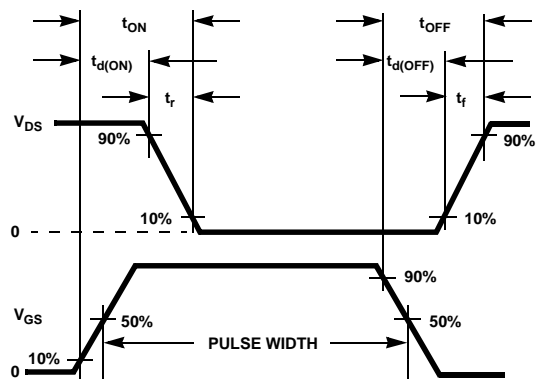 tON tOFF
td(ON) td(OFF)
tr tf
VDS
90% 90%
10% 10%
0
90%
VGS
50% 50%
PULSE WIDTH
10%
0